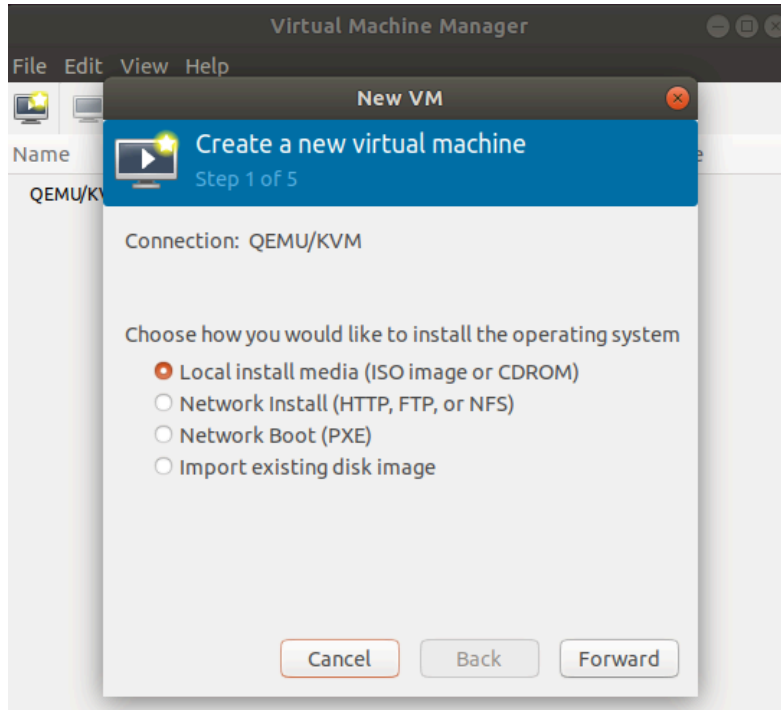 Virtual Machine Manager
File Edit View Help
New VM
Create a new virtual machine
Step 1 of 5
Name
QEMU/KV
Connection: QEMU/KVM
Choose how you would like to install the operating system
Local install media (ISO image or CDROM)
Network Install (HTTP, FTP, or NFS)
Network Boot (PXE)
Import existing disk image
Cancel Back Forward